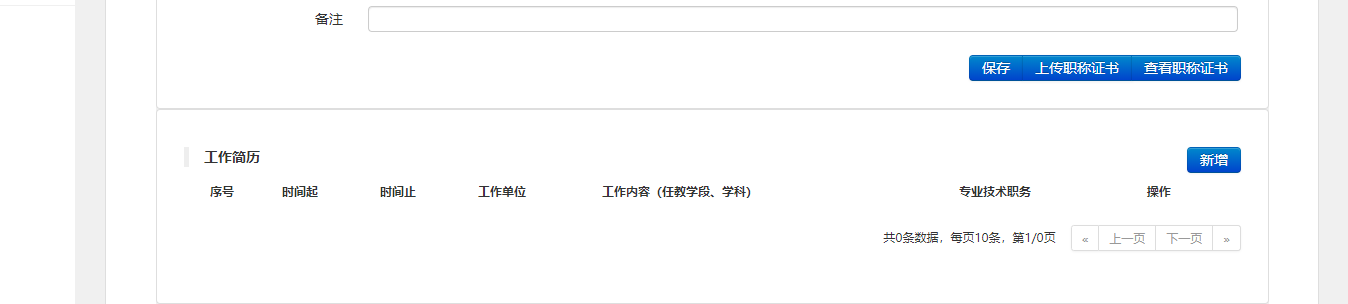 备注
保存 上传职称证书 查看职称证书
工作简历 新增
序号 时间起 时间止 工作单位 工作内容（任教学段、学科） 专业技术职务 操作
共0条数据，每页10条，第1/0页 « 上一页 下一页 »